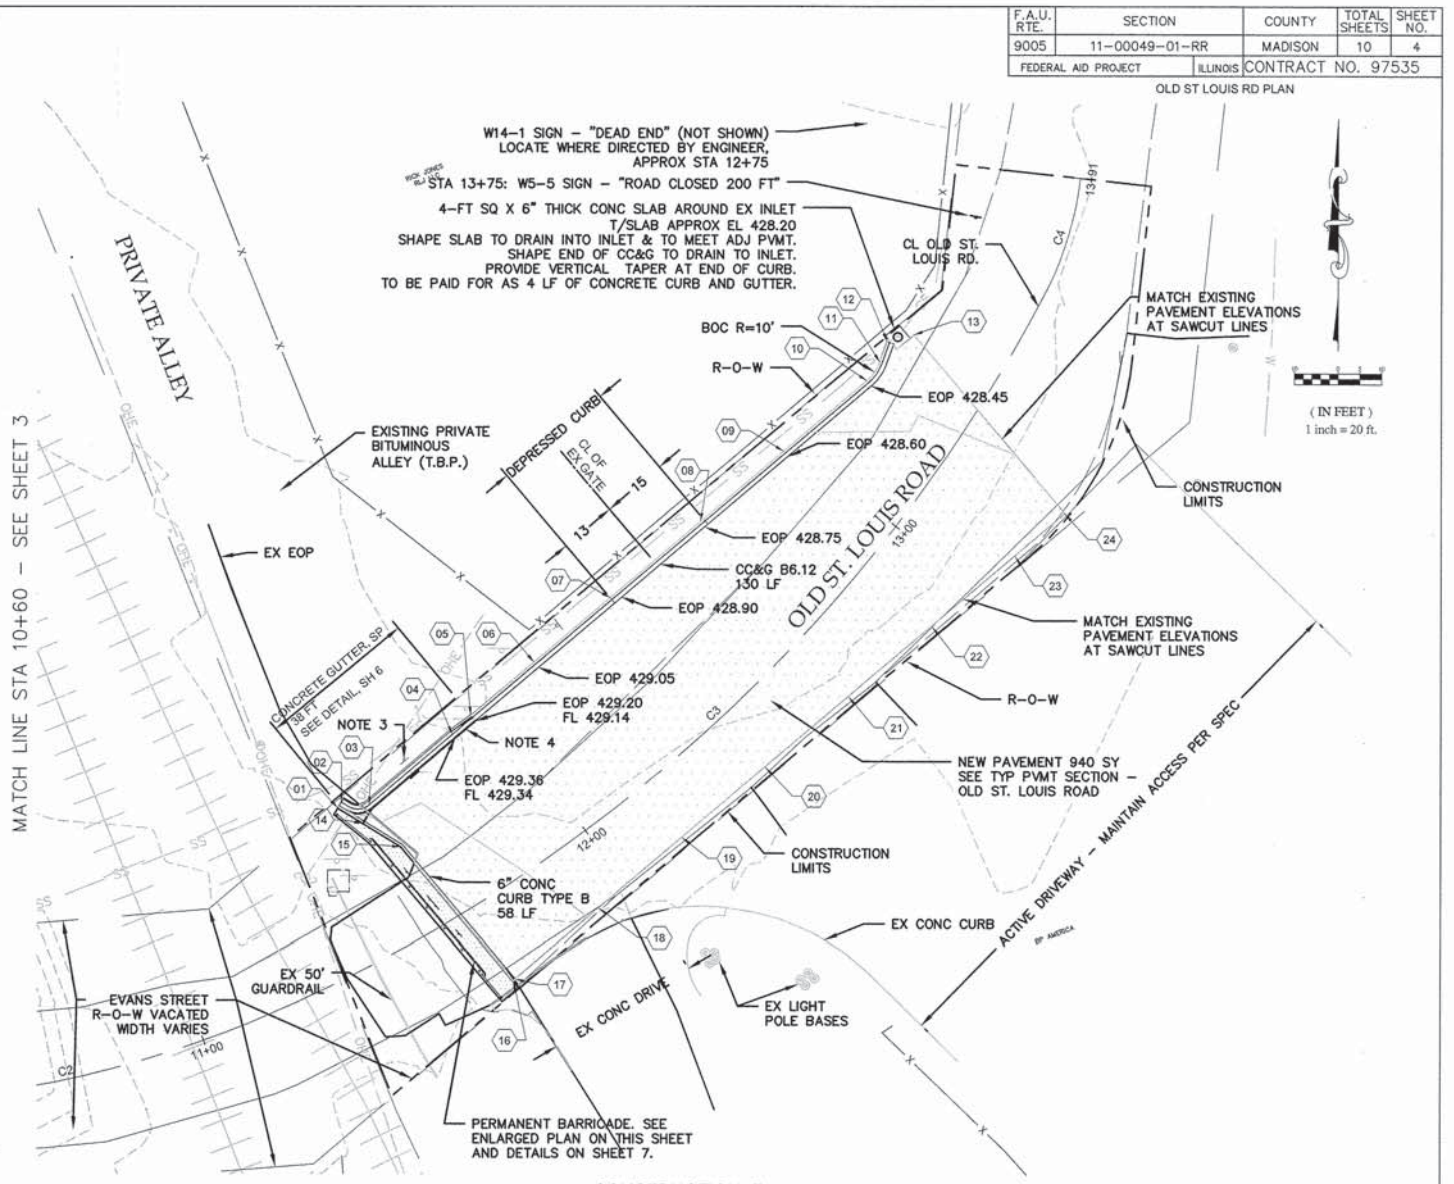 F.A.U. RTE. SECTION COUNTY TOTAL SHEETS SHEET NO.
9005 11-00049-01-RR MADISON 10 4
FEDERAL AID PROJECT ILLINOIS CONTRACT NO. 97535
OLD ST LOUIS RD PLAN
W14-1 SIGN - "DEAD END" (NOT SHOWN)
LOCATE WHERE DIRECTED BY ENGINEER,
APPROX STA 12+75
RICK JONES
STA 13+75: W5-5 SIGN - "ROAD CLOSED 200 FT"
4-FT SQ X 6" THICK CONC SLAB AROUND EX INLET
T/SLAB APPROX EL 428.20
SHAPE SLAB TO DRAIN INTO INLET & TO MEET ADJ PVMT.
SHAPE END OF CC&G TO DRAIN TO INLET.
PROVIDE VERTICAL TAPER AT END OF CURB.
TO BE PAID FOR AS 4 LF OF CONCRETE CURB AND GUTTER.
13+91
C4
CL OLD ST.
LOUIS RD.
PRIVATE ALLEY
MATCH EXISTING
PAVEMENT ELEVATIONS
AT SAWCUT LINES
12
11
13
10
BOC R=10'
R-O-W
EOP 428.45
W
( IN FEET )
1 inch = 20 ft.
MATCH LINE STA 10+60 - SEE SHEET 3
EXISTING PRIVATE
BITUMINOUS
ALLEY (T.B.P.)
DEPRESSED CURB
CL OF
EX GATE
13
15
09
EOP 428.60
08
CONSTRUCTION
LIMITS
EX EOP
EOP 428.75
OLD ST. LOUIS ROAD
13+00
24
CC&G B6.12
130 LF
07
EOP 428.90
23
MATCH EXISTING
PAVEMENT ELEVATIONS
AT SAWCUT LINES
CONCRETE GUTTER, SP
38 FT
SEE DETAIL, SH 6
05
06
OHE
22
04
EOP 429.05
R-O-W
EOP 429.20
FL 429.14
NOTE 3
NOTE 4
C3
21
03
02
01
EOP 429.36
FL 429.34
NEW PAVEMENT 940 SY
SEE TYP PVMT SECTION -
OLD ST. LOUIS ROAD
20
14
15
12+00
19
CONSTRUCTION
LIMITS
ACTIVE DRIVEWAY - MAINTAIN ACCESS PER SPEC
6" CONC
CURB TYPE B
58 LF
18
EX CONC CURB
BP AMERICA
EX 50'
GUARDRAIL
17
EX CONC DRIVE
EX LIGHT
POLE BASES
EVANS STREET
R-O-W VACATED
WIDTH VARIES
16
11+00
C2
PERMANENT BARRICADE. SEE
ENLARGED PLAN ON THIS SHEET
AND DETAILS ON SHEET 7.